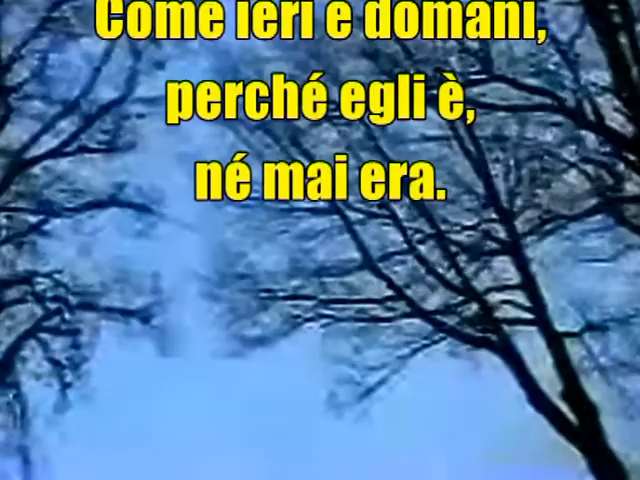 Come ieri e domani,
perché egli è,
né mai era.